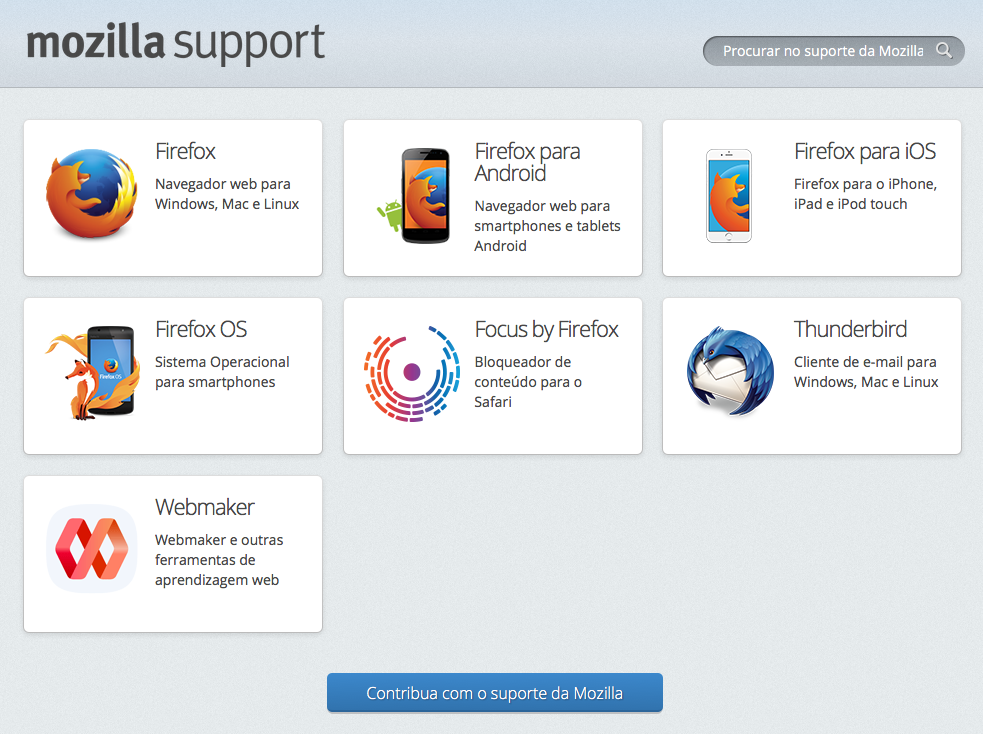 mozilla support
Procurar no suporte da Mozilla
Firefox
Navegador web para
Windows, Mac e Linux
Firefox para
Android
Navegador web para
smartphones e tablets
Android
Firefox para iOS
Firefox para o iPhone,
iPad e iPod touch
Firefox OS
Sistema Operacional
para smartphones
Firefox OS
Focus by Firefox
Bloqueador de
conteúdo para o
Safari
Thunderbird
Cliente de e-mail para
Windows, Mac e Linux
Webmaker
Webmaker e outras
ferramentas de
aprendizagem web
Contribua com o suporte da Mozilla